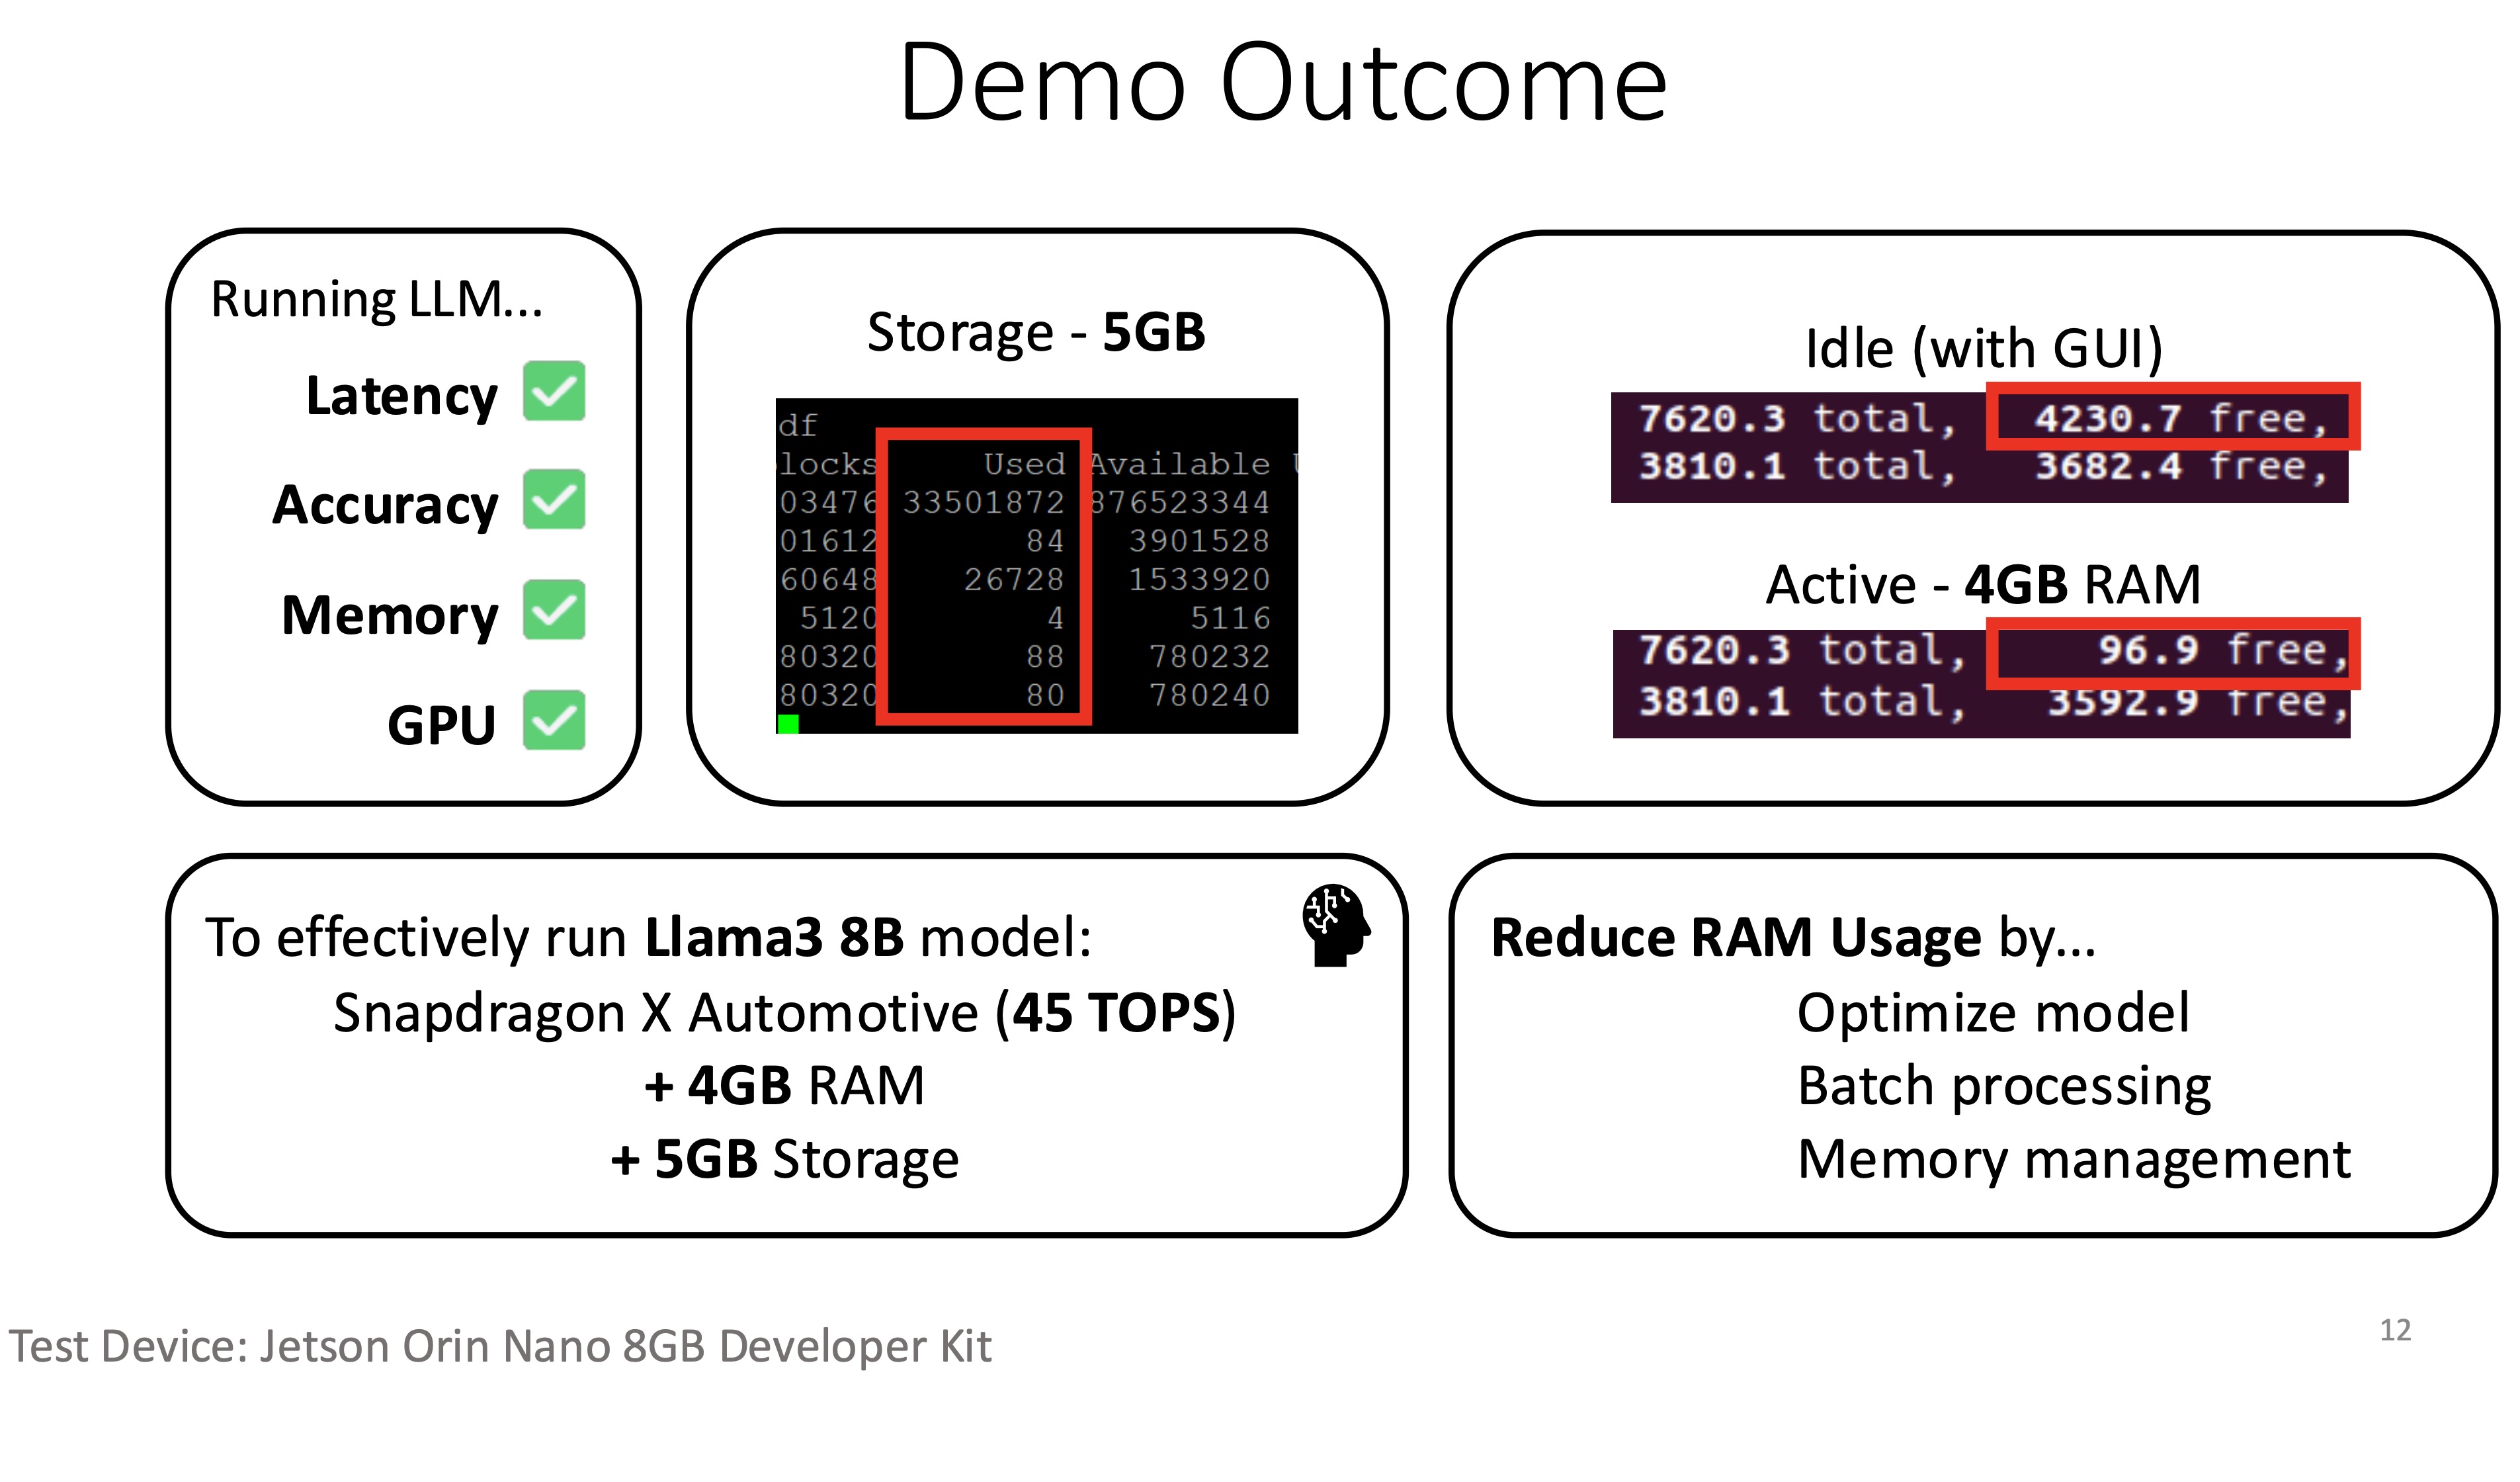 Demo Outcome
Running LLM...
Latency
Accuracy
Memory
GPU
Storage - 5GB
df
locks Used Available
03476 33501872 876523344
01612 84 3901528
60648 26728 1533920
5120 4 5116
80320 88 780232
80320 80 780240
Idle (with GUI)
7620.3 total, 4230.7 free,
3810.1 total, 3682.4 free,
Active - 4GB RAM
7620.3 total, 96.9 free,
3810.1 total, 3592.9 free,
To effectively run Llama3 8B model:
Snapdragon X Automotive (45 TOPS)
+ 4GB RAM
+ 5GB Storage
Reduce RAM Usage by...
Optimize model
Batch processing
Memory management
Test Device: Jetson Orin Nano 8GB Developer Kit
12